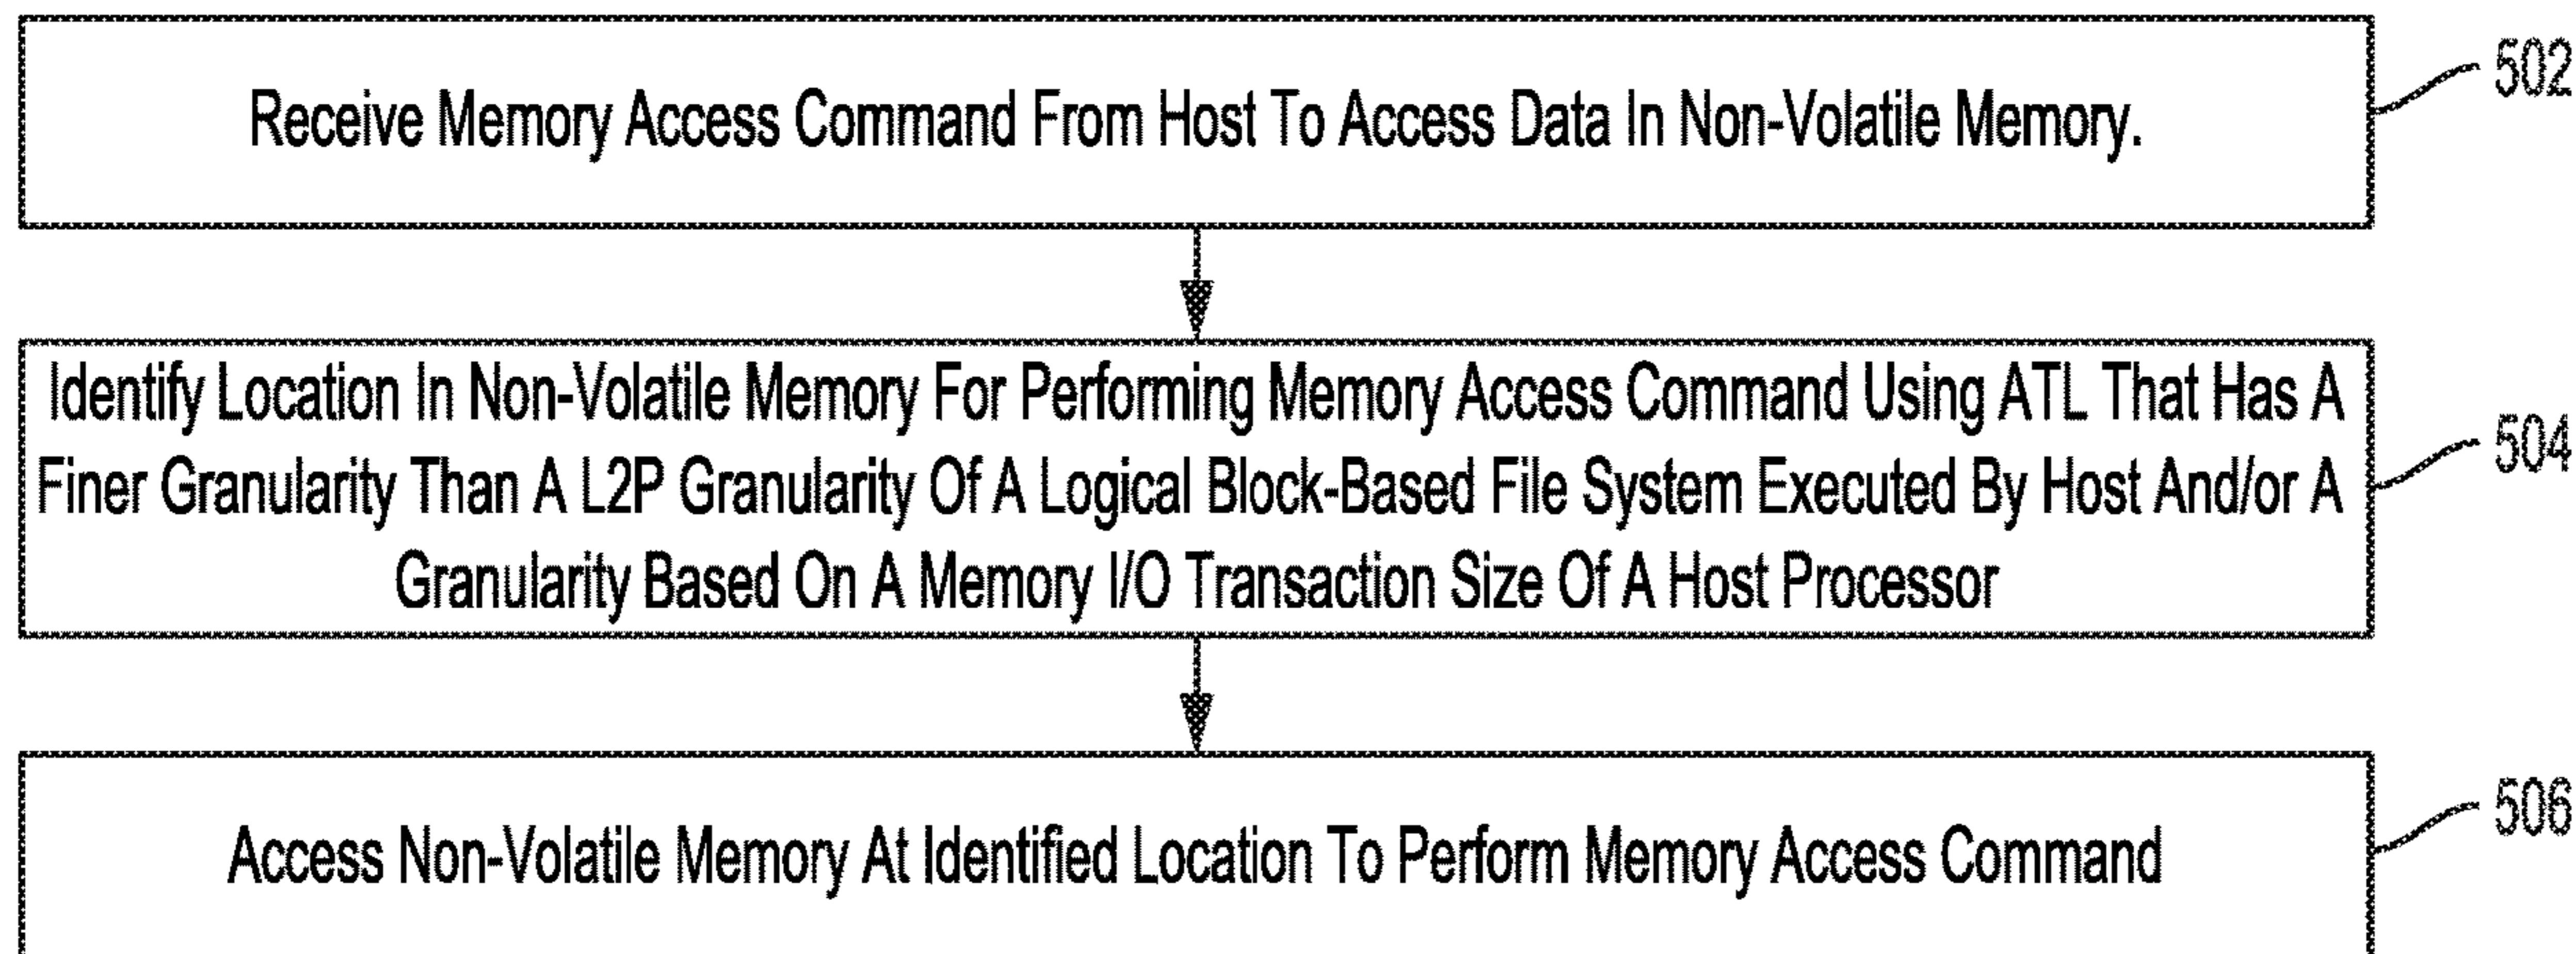 Receive Memory Access Command From Host To Access Data In Non-Volatile Memory.
502
Identify Location In Non-Volatile Memory For Performing Memory Access Command Using ATL That Has A
Finer Granularity Than A L2P Granularity Of A Logical Block-Based File System Executed By Host And/or A
Granularity Based On A Memory I/O Transaction Size Of A Host Processor
504
Access Non-Volatile Memory At Identified Location To Perform Memory Access Command
506